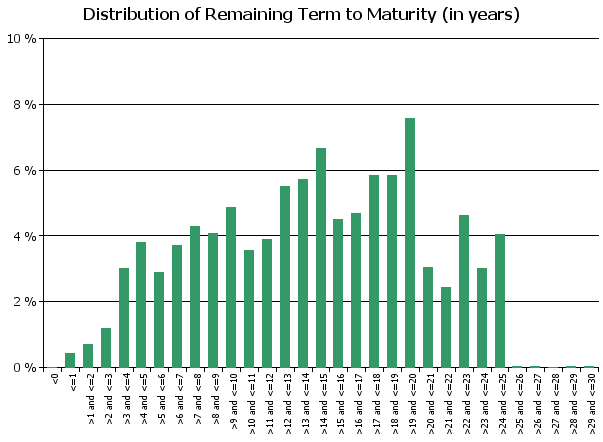 Distribution of Remaining Term to Maturity (in years)
10 %
8 %
6 %
4 %
2 %
0 %
<0
<=1
>1 and <=2
>2 and <=3
>3 and <=4
>4 and <=5
>5 and <=6
>6 and <=7
>7 and <=8
>8 and <=9
>9 and <=10
>10 and <=11
>11 and <=12
>12 and <=13
>13 and <=14
>14 and <=15
>15 and <=16
>16 and <=17
>17 and <=18
>18 and <=19
>19 and <=20
>20 and <=21
>21 and <=22
>22 and <=23
>23 and <=24
>24 and <=25
>25 and <=26
>26 and <=27
>27 and <=28
>28 and <=29
>29 and <=30